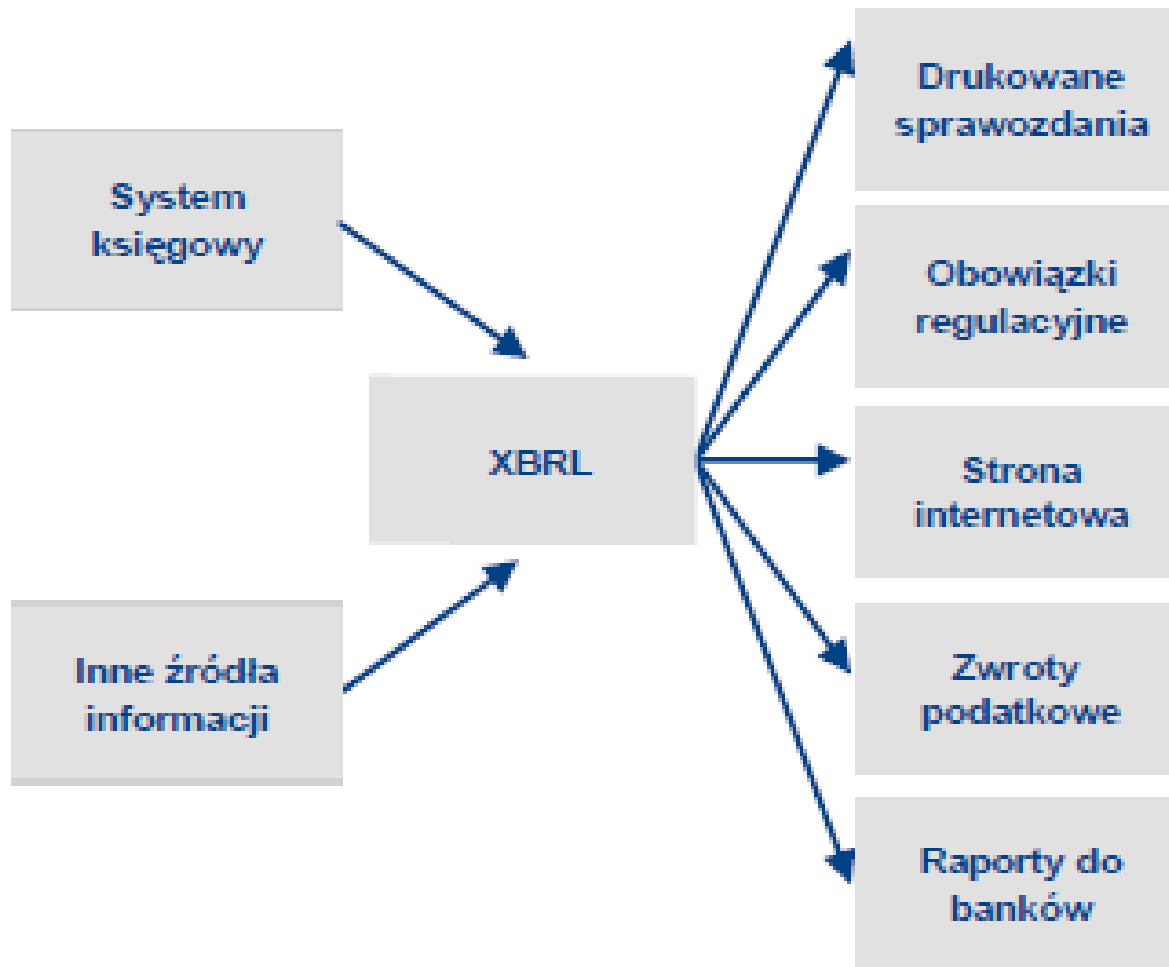 System
księgowy
Inne źródła
informacji
XBRL
Drukowane
sprawozdania
Obowiązki
regulacyjne
Strona
internetowa
Zwroty
podatkowe
Raporty do
banków